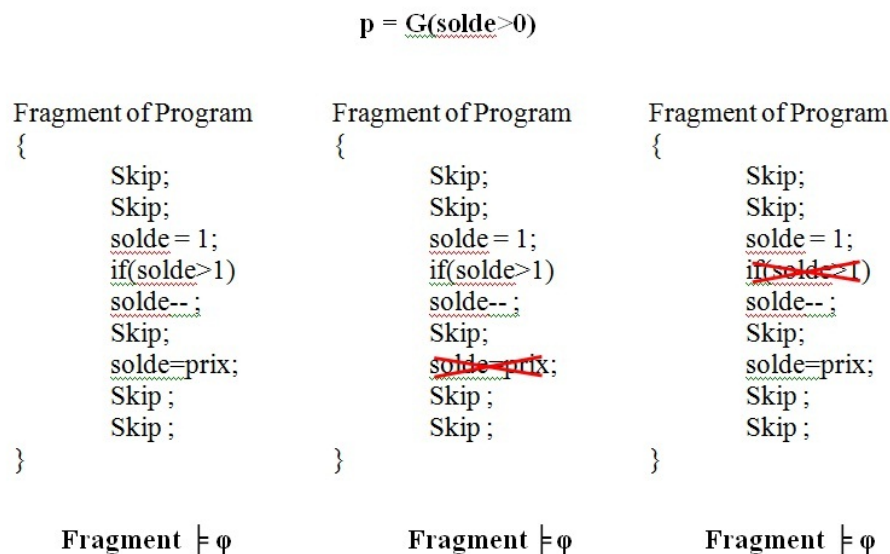 p = G(solde>0)
Fragment of Program
{
Skip;
Skip;
solde = 1;
if(solde>1)
solde-- ;
Skip;
solde=prix;
Skip ;
Skip ;
}
Fragment ⊧ φ
Fragment of Program
{
Skip;
Skip;
solde = 1;
if(solde>1)
solde-- ;
Skip;
solde=prix;
Skip ;
Skip ;
}
Fragment ⊧ φ
Fragment of Program
{
Skip;
Skip;
solde = 1;
if(solde>1)
solde-- ;
Skip;
solde=prix;
Skip ;
Skip ;
}
Fragment ⊧ φ